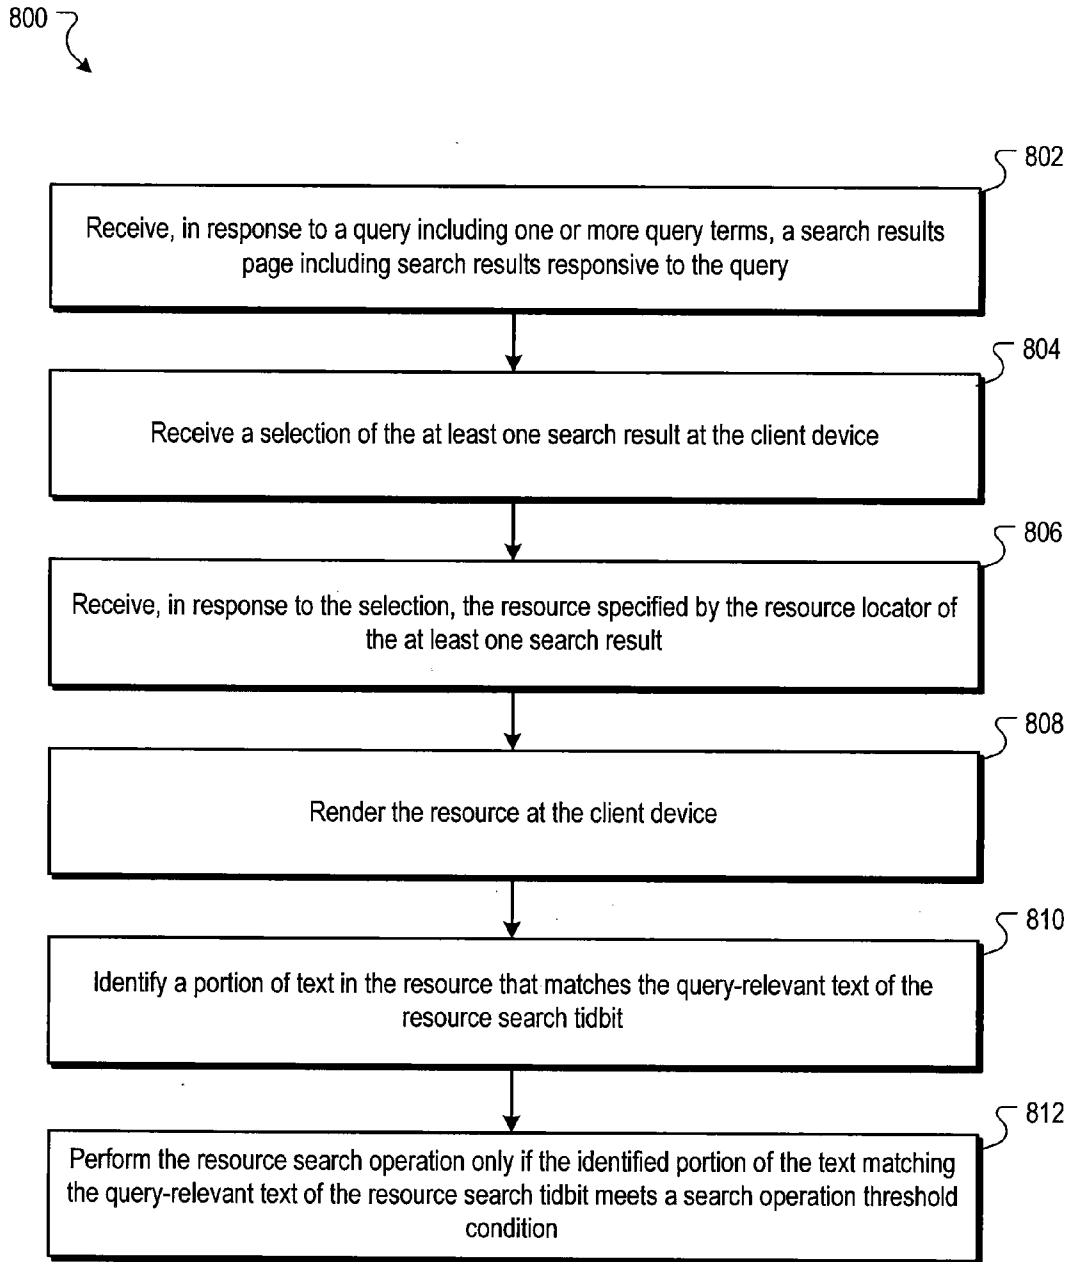 800
802
Receive, in response to a query including one or more query terms, a search results
page including search results responsive to the query
804
Receive a selection of the at least one search result at the client device
806
Receive, in response to the selection, the resource specified by the resource locator of
the at least one search result
808
Render the resource at the client device
810
Identify a portion of text in the resource that matches the query-relevant text of the
resource search tidbit
812
Perform the resource search operation only if the identified portion of the text matching
the query-relevant text of the resource search tidbit meets a search operation threshold
condition